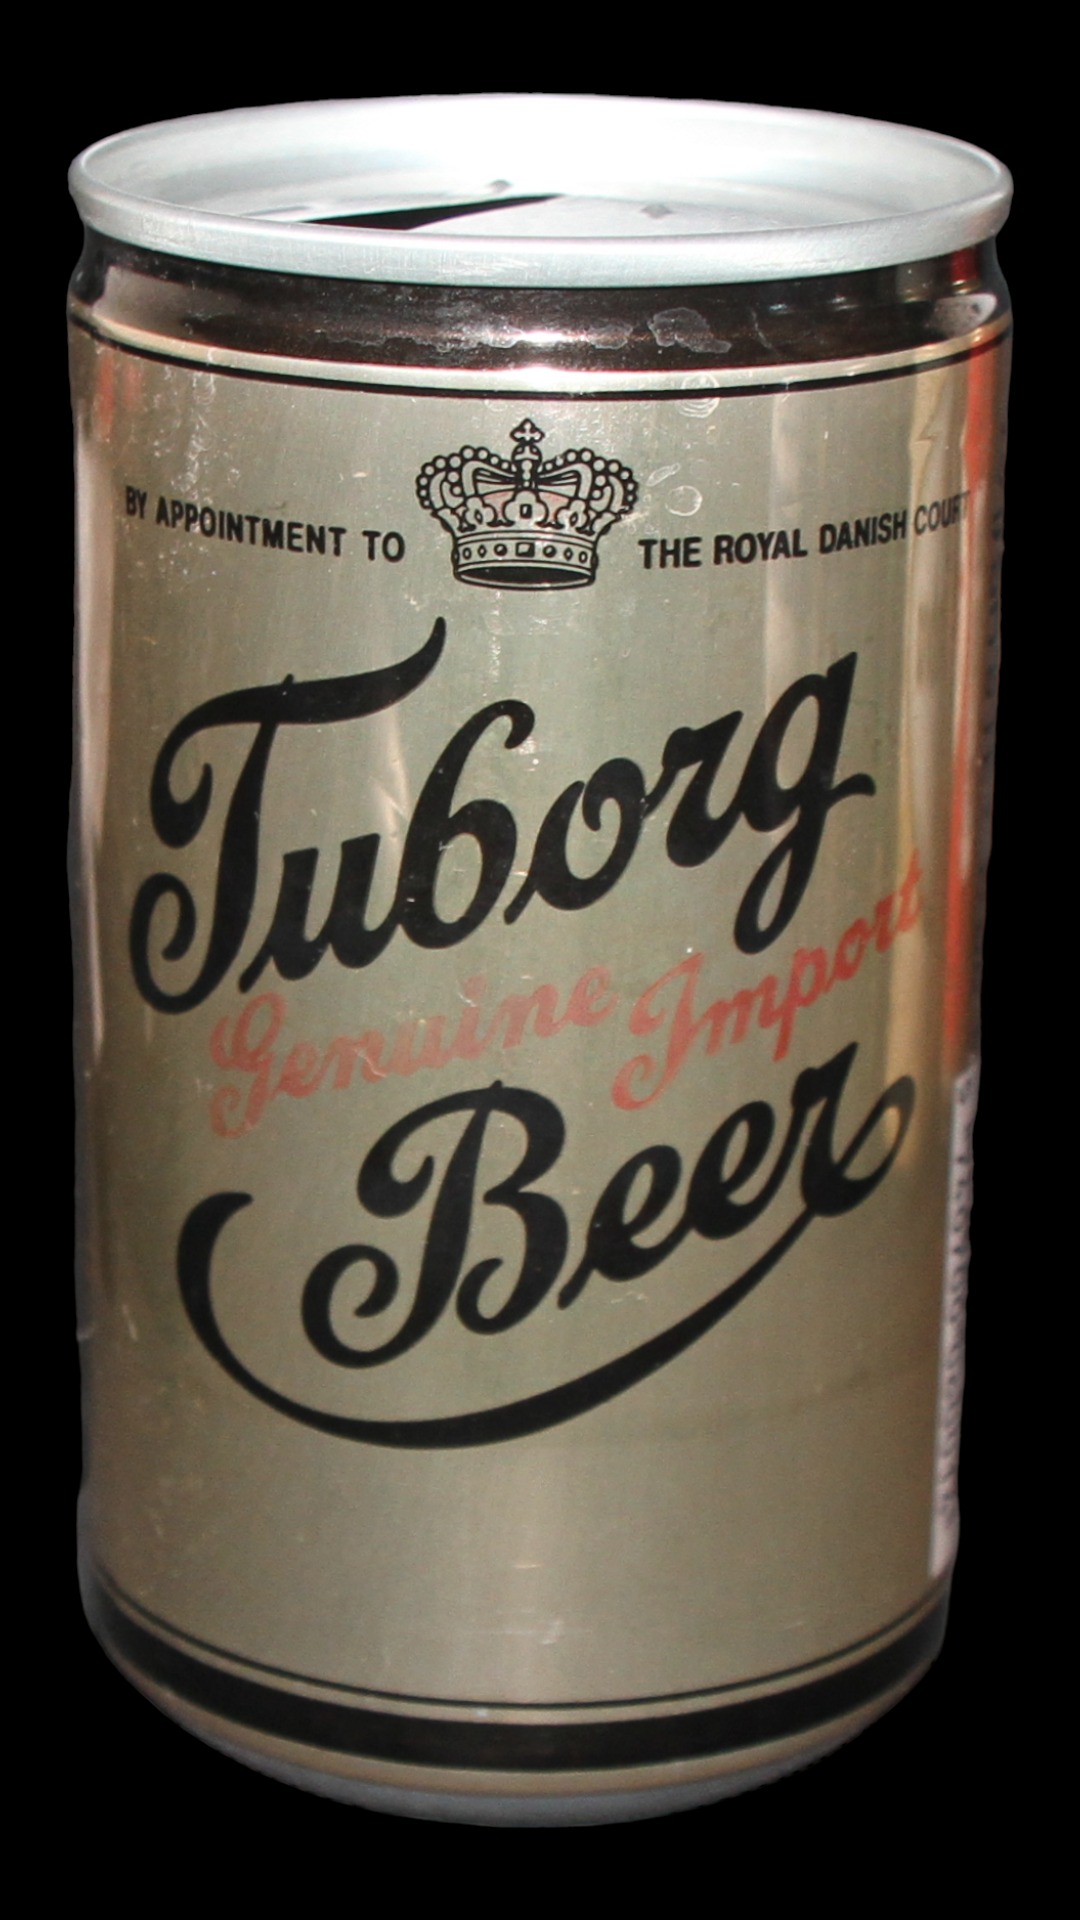 BY APPOINTMENT TO THE ROYAL DANISH COURT
Tuborg
Genuine Import
Beer